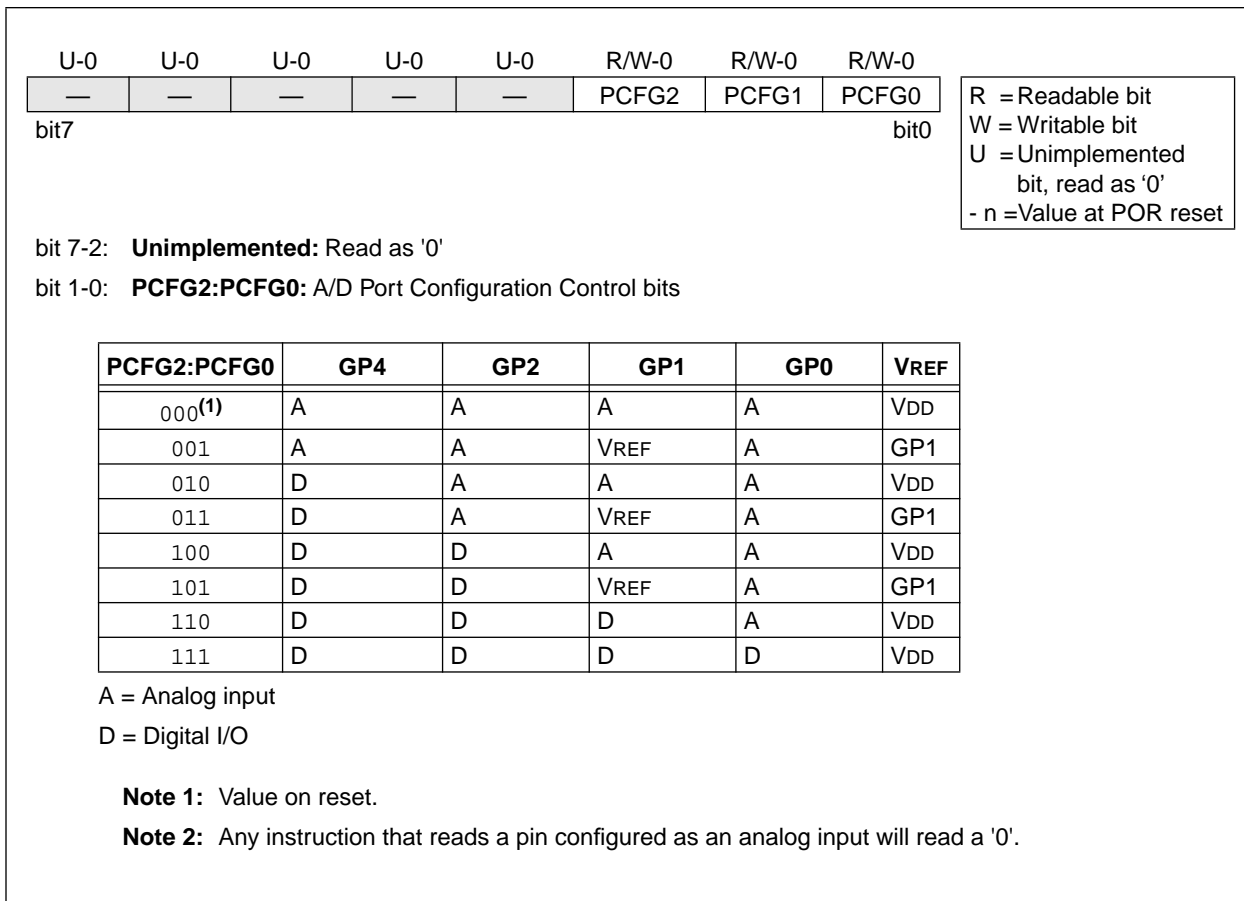 U-0 U-0 U-0 U-0 U-0 R/W-0 R/W-0 R/W-0
— — — — — PCFG2 PCFG1 PCFG0
bit7 bit0
R = Readable bit
W = Writable bit
U = Unimplemented
bit, read as ‘0’
- n = Value at POR reset
bit 7-2: Unimplemented: Read as '0'
bit 1-0: PCFG2:PCFG0: A/D Port Configuration Control bits
PCFG2:PCFG0 GP4 GP2 GP1 GP0 VREF
000(1) A A A A VDD
001 A A VREF A GP1
010 D A A A VDD
011 D A VREF A GP1
100 D D A A VDD
101 D D VREF A GP1
110 D D D A VDD
111 D D D D VDD
A = Analog input
D = Digital I/O
Note 1: Value on reset.
Note 2: Any instruction that reads a pin configured as an analog input will read a '0'.